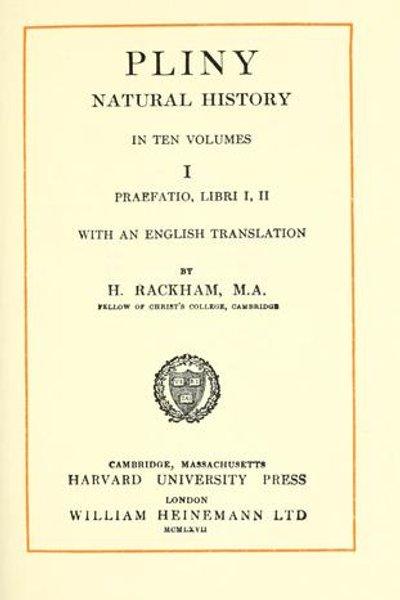 PLINY
NATURAL HISTORY
IN TEN VOLUMES
I
PRAEFATIO, LIBRI I, II
WITH AN ENGLISH TRANSLATION
BY
H. RACKHAM, M.A.
FELLOW OF CHRIST'S COLLEGE, CAMBRIDGE
CAMBRIDGE, MASSACHUSETTS
HARVARD UNIVERSITY PRESS
LONDON
WILLIAM HEINEMANN LTD
MCMLXVII